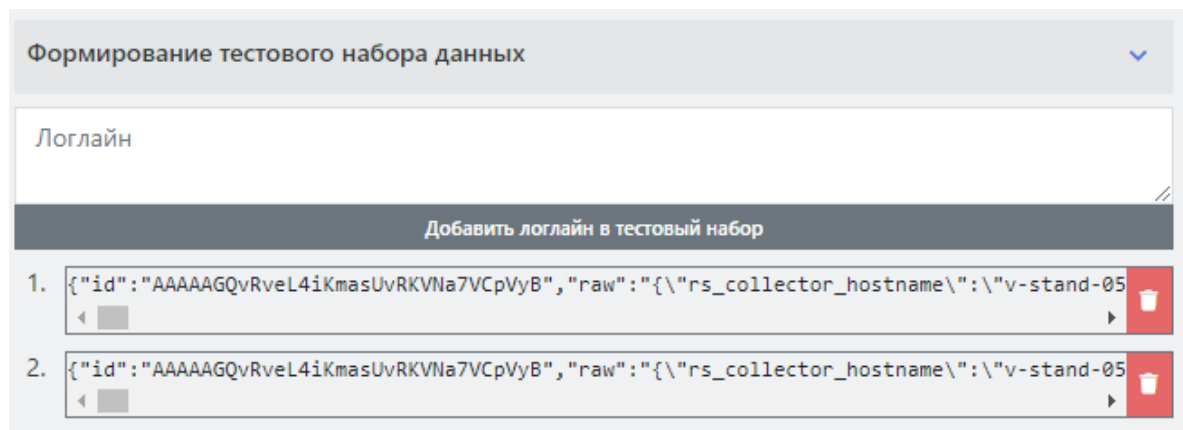 Формирование тестового набора данных
Логлайн
Добавить логлайн в тестовый набор
1. {"id":"AAAAAGQvRveL4iKmasUvRKVNa7VCpVyB","raw":"{\"rs_collector_hostname\":\"v-stand-05
2. {"id":"AAAAAGQvRveL4iKmasUvRKVNa7VCpVyB","raw":"{\"rs_collector_hostname\":\"v-stand-05